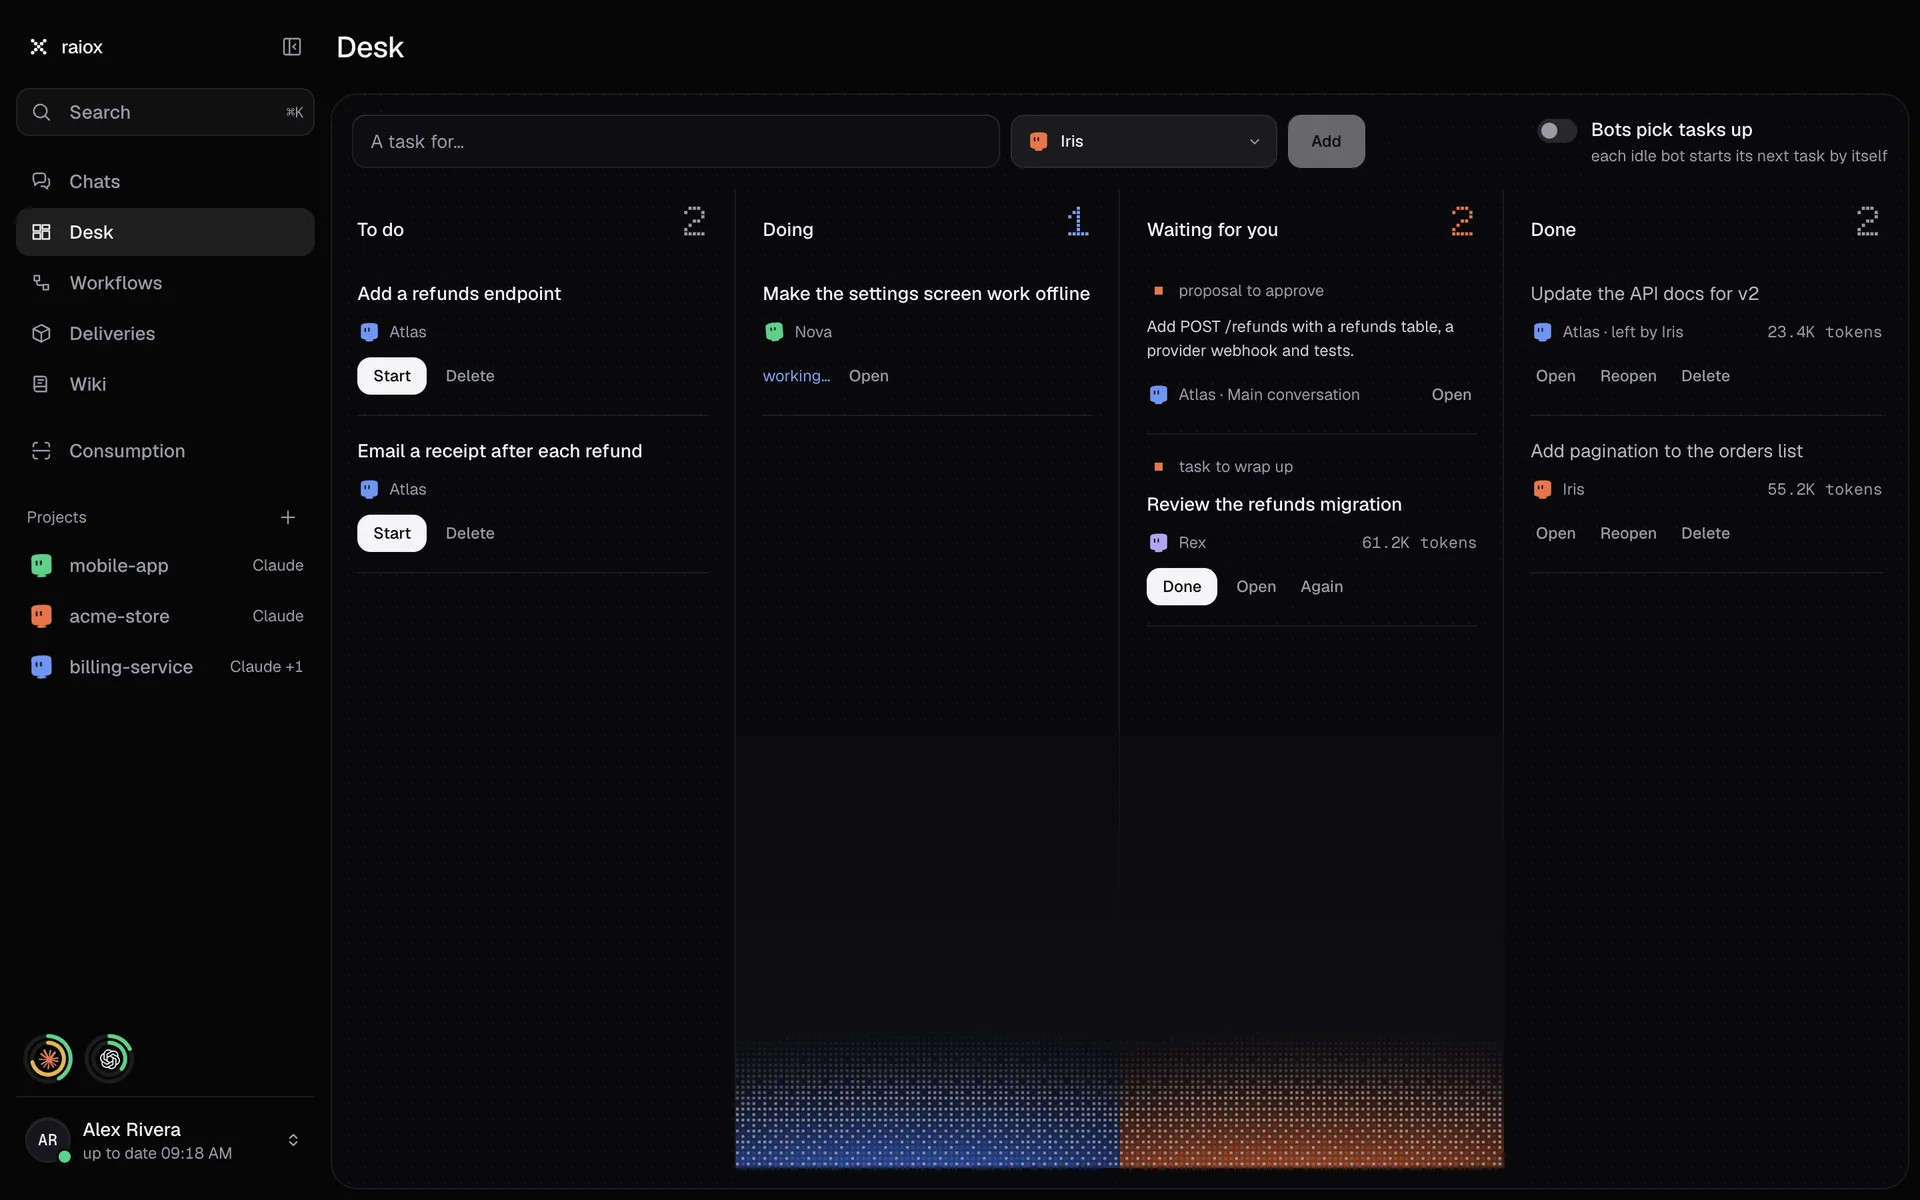 raiox
Desk
Search
⌘K
Chats
Desk
Workflows
Deliveries
Wiki
Consumption
Projects
mobile-app Claude
acme-store Claude
billing-service Claude +1
AR
Alex Rivera
up to date 09:18 AM
A task for...
Iris
Add
Bots pick tasks up
each idle bot starts its next task by itself
To do 2
Add a refunds endpoint
Atlas
Start Delete
Email a receipt after each refund
Atlas
Start Delete
Doing 1
Make the settings screen work offline
Nova
working... Open
Waiting for you 2
proposal to approve
Add POST /refunds with a refunds table, a
provider webhook and tests.
Atlas · Main conversation Open
task to wrap up
Review the refunds migration
Rex 61.2K tokens
Done Open Again
Done 2
Update the API docs for v2
Atlas · left by Iris 23.4K tokens
Open Reopen Delete
Add pagination to the orders list
Iris 55.2K tokens
Open Reopen Delete